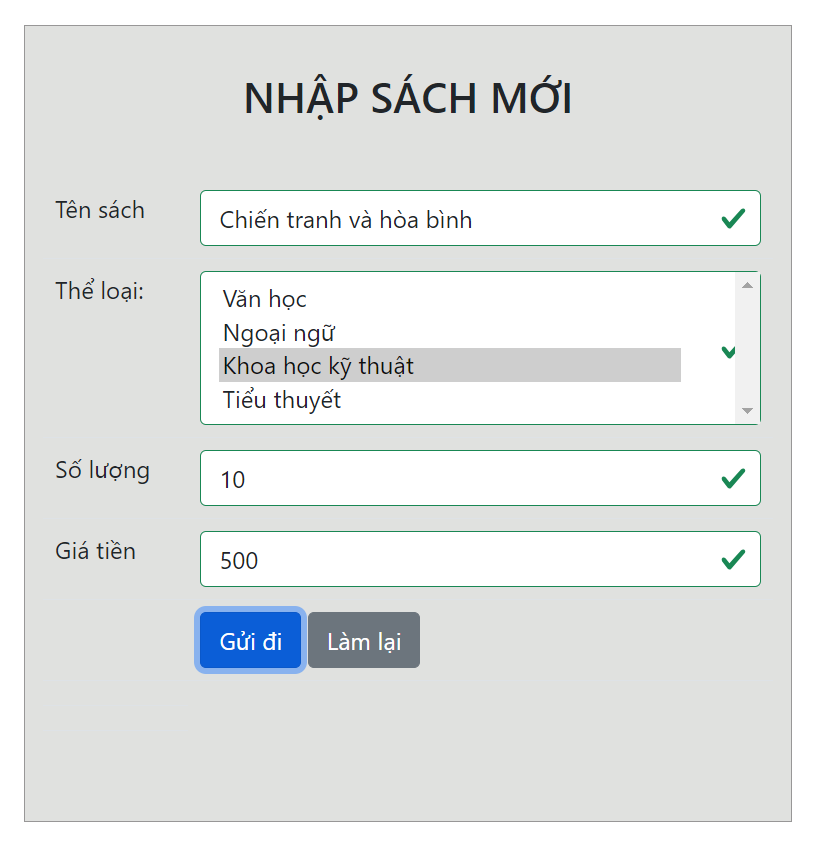 NHẬP SÁCH MỚI
Tên sách
Chiến tranh và hòa bình
Thể loại:
Văn học
Ngoại ngữ
Khoa học kỹ thuật
Tiểu thuyết
Số lượng
10
Giá tiền
500
Gửi đi
Làm lại